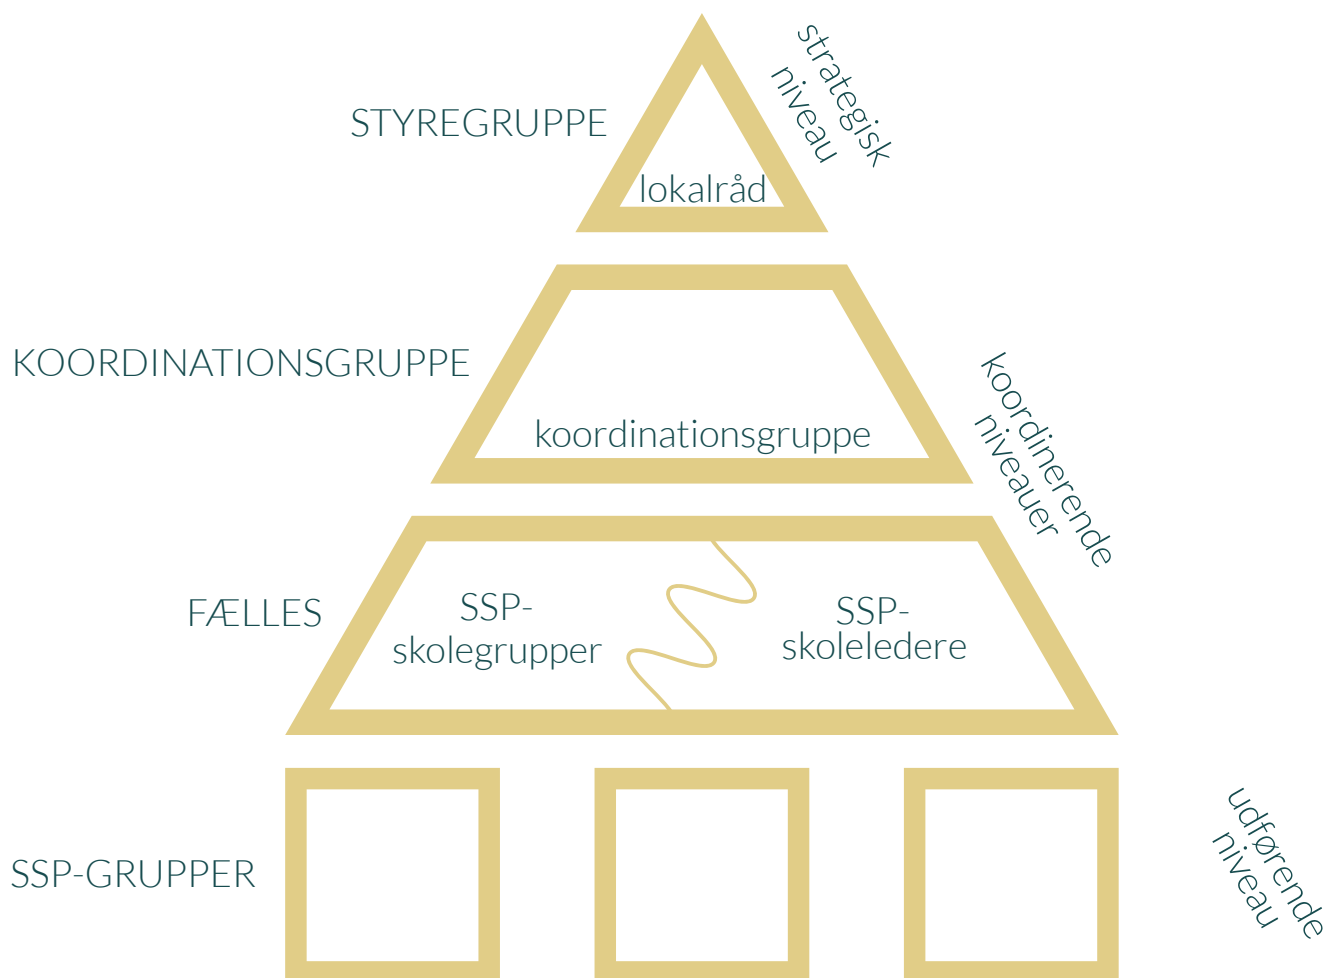 strategisk
niveau
STYREGRUPPE
lokalråd
KOORDINATIONSGRUPPE
koordinationsgruppe
koordinerende
niveauer
FÆLLES
SSP-
skolegrupper
SSP-
skoleledere
SSP-GRUPPER
udførende
niveau